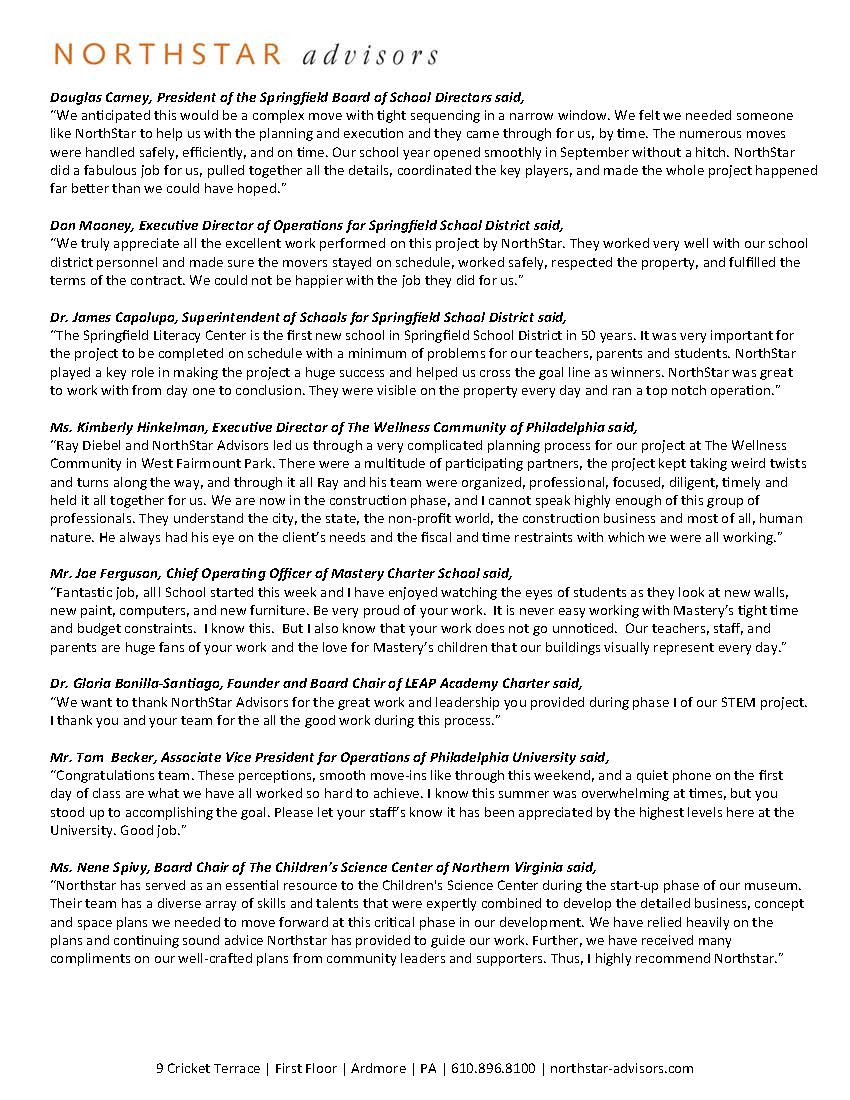 NORTHSTAR advisors
Douglas Carney, President of the Springfield Board of School Directors said,
“We anticipated this would be a complex move with tight sequencing in a narrow window. We felt we needed someone
like NorthStar to help us with the planning and execution and they came through for us, by time. The numerous moves
were handled safely, efficiently, and on time. Our school year opened smoothly in September without a hitch. NorthStar
did a fabulous job for us, pulled together all the details, coordinated the key players, and made the whole project happened
far better than we could have hoped.”
Don Mooney, Executive Director of Operations for Springfield School District said,
“We truly appreciate all the excellent work performed on this project by NorthStar. They worked very well with our school
district personnel and made sure the movers stayed on schedule, worked safely, respected the property, and fulfilled the
terms of the contract. We could not be happier with the job they did for us.”
Dr. James Capolupo, Superintendent of Schools for Springfield School District said,
“The Springfield Literacy Center is the first new school in Springfield School District in 50 years. It was very important for
the project to be completed on schedule with a minimum of problems for our teachers, parents and students. NorthStar
played a key role in making the project a huge success and helped us cross the goal line as winners. NorthStar was great
to work with from day one to conclusion. They were visible on the property every day and ran a top notch operation.”
Ms. Kimberly Hinkelman, Executive Director of The Wellness Community of Philadelphia said,
“Ray Diebel and NorthStar Advisors led us through a very complicated planning process for our project at The Wellness
Community in West Fairmount Park. There were a multitude of participating partners, the project kept taking weird twists
and turns along the way, and through it all Ray and his team were organized, professional, focused, diligent, timely and
held it all together for us. We are now in the construction phase, and I cannot speak highly enough of this group of
professionals. They understand the city, the state, the non-profit world, the construction business and most of all, human
nature. He always had his eye on the client’s needs and the fiscal and time restraints with which we were all working.”
Mr. Joe Ferguson, Chief Operating Officer of Mastery Charter School said,
“Fantastic job, all! School started this week and I have enjoyed watching the eyes of students as they look at new walls,
new paint, computers, and new furniture. Be very proud of your work.  It is never easy working with Mastery’s tight time
and budget constraints.  I know this.  But I also know that your work does not go unnoticed.  Our teachers, staff, and
parents are huge fans of your work and the love for Mastery’s children that our buildings visually represent every day.”
Dr. Gloria Bonilla-Santiago, Founder and Board Chair of LEAP Academy Charter said,
“We want to thank NorthStar Advisors for the great work and leadership you provided during phase I of our STEM project.
I thank you and your team for the all the good work during this process.”
Mr. Tom  Becker, Associate Vice President for Operations of Philadelphia University said,
“Congratulations team. These perceptions, smooth move-ins like through this weekend, and a quiet phone on the first
day of class are what we have all worked so hard to achieve. I know this summer was overwhelming at times, but you
stood up to accomplishing the goal. Please let your staff’s know it has been appreciated by the highest levels here at the
University. Good job.”
Ms. Nene Spivy, Board Chair of The Children’s Science Center of Northern Virginia said,
“Northstar has served as an essential resource to the Children's Science Center during the start-up phase of our museum.
Their team has a diverse array of skills and talents that were expertly combined to develop the detailed business, concept
and space plans we needed to move forward at this critical phase in our development. We have relied heavily on the
plans and continuing sound advice Northstar has provided to guide our work. Further, we have received many
compliments on our well-crafted plans from community leaders and supporters. Thus, I highly recommend Northstar.”
9 Cricket Terrace | First Floor | Ardmore | PA | 610.896.8100 | northstar-advisors.com